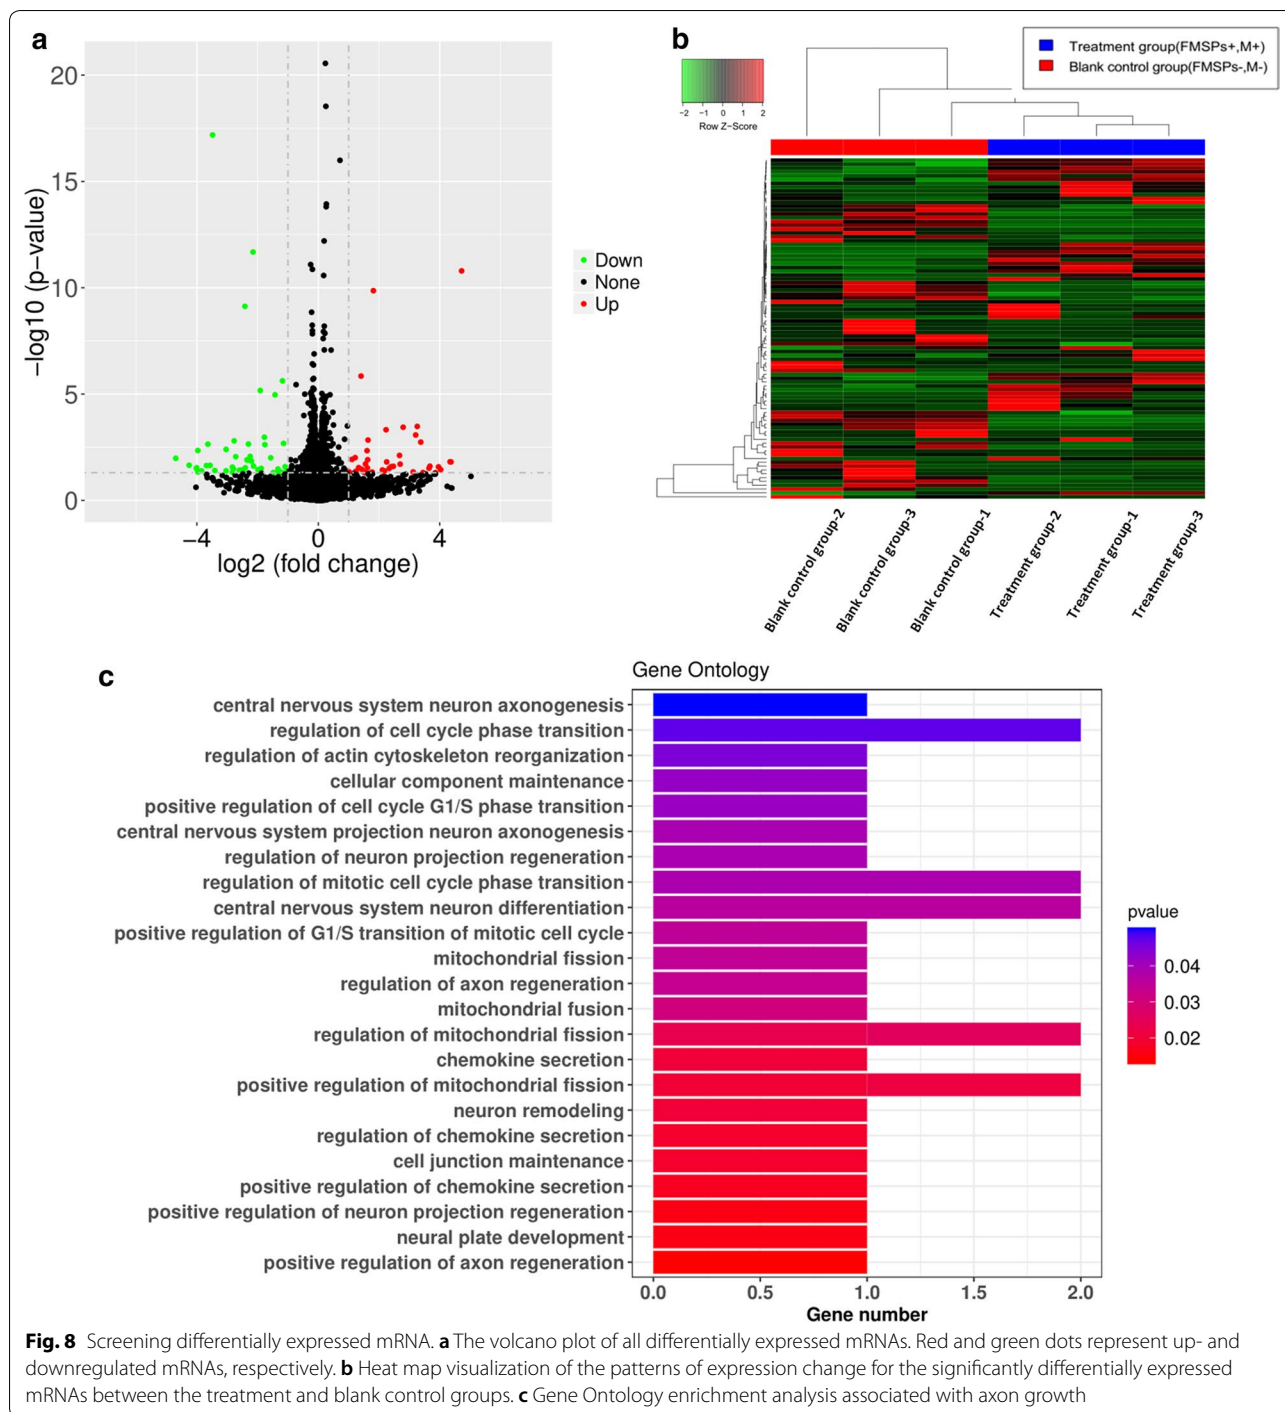 a
20
15
10
5
0
−4
0
4
−log10 (p−value)
log2 (fold change)
Down
None
Up
b
Treatment group(FMSPs+,M+)
Blank control group(FMSPs-,M-)
−2 −1 0 1 2
Row Z−Score
Blank control group-2
Blank control group-3
Blank control group-1
Treatment group-2
Treatment group-1
Treatment group-3
c
Gene Ontology
central nervous system neuron axonogenesis
regulation of cell cycle phase transition
regulation of actin cytoskeleton reorganization
cellular component maintenance
positive regulation of cell cycle G1/S phase transition
central nervous system projection neuron axonogenesis
regulation of neuron projection regeneration
regulation of mitotic cell cycle phase transition
central nervous system neuron differentiation
positive regulation of G1/S transition of mitotic cell cycle
mitochondrial fission
regulation of axon regeneration
mitochondrial fusion
regulation of mitochondrial fission
chemokine secretion
positive regulation of mitochondrial fission
neuron remodeling
regulation of chemokine secretion
cell junction maintenance
positive regulation of chemokine secretion
positive regulation of neuron projection regeneration
neural plate development
positive regulation of axon regeneration
0.0 0.5 1.0 1.5 2.0
Gene number
pvalue
0.04
0.03
0.02
Fig. 8 Screening differentially expressed mRNA. a The volcano plot of all differentially expressed mRNAs. Red and green dots represent up- and
downregulated mRNAs, respectively. b Heat map visualization of the patterns of expression change for the significantly differentially expressed
mRNAs between the treatment and blank control groups. c Gene Ontology enrichment analysis associated with axon growth